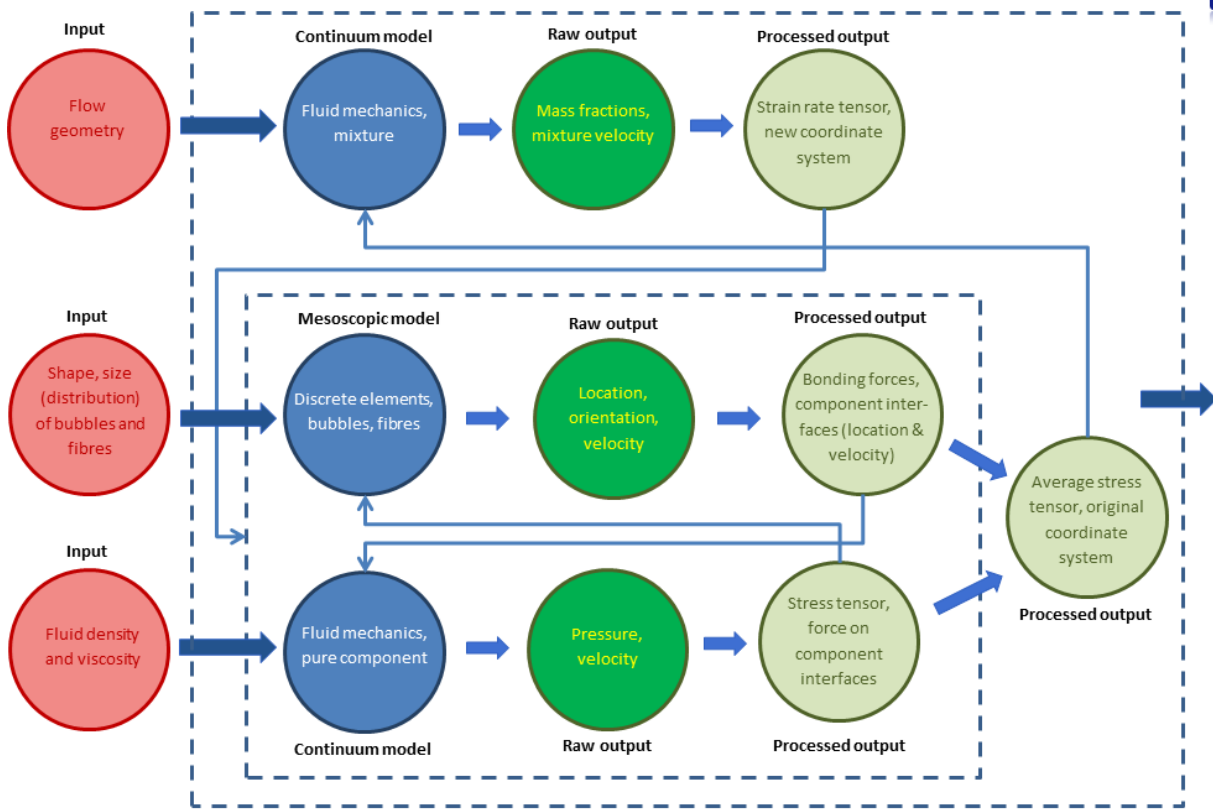 Input
Continuum model
Raw output
Processed output
Flow
geometry
Fluid mechanics,
mixture
Mass fractions,
mixture velocity
Strain rate tensor,
new coordinate
system
Input
Mesoscopic model
Raw output
Processed output
Shape, size
(distribution)
of bubbles and
fibres
Discrete elements,
bubbles, fibres
Location,
orientation,
velocity
Bonding forces,
component inter-
faces (location &
velocity)
Average stress
tensor, original
coordinate
system
Processed output
Input
Fluid density
and viscosity
Fluid mechanics,
pure component
Pressure,
velocity
Stress tensor,
force on
component
interfaces
Continuum model
Raw output
Processed output